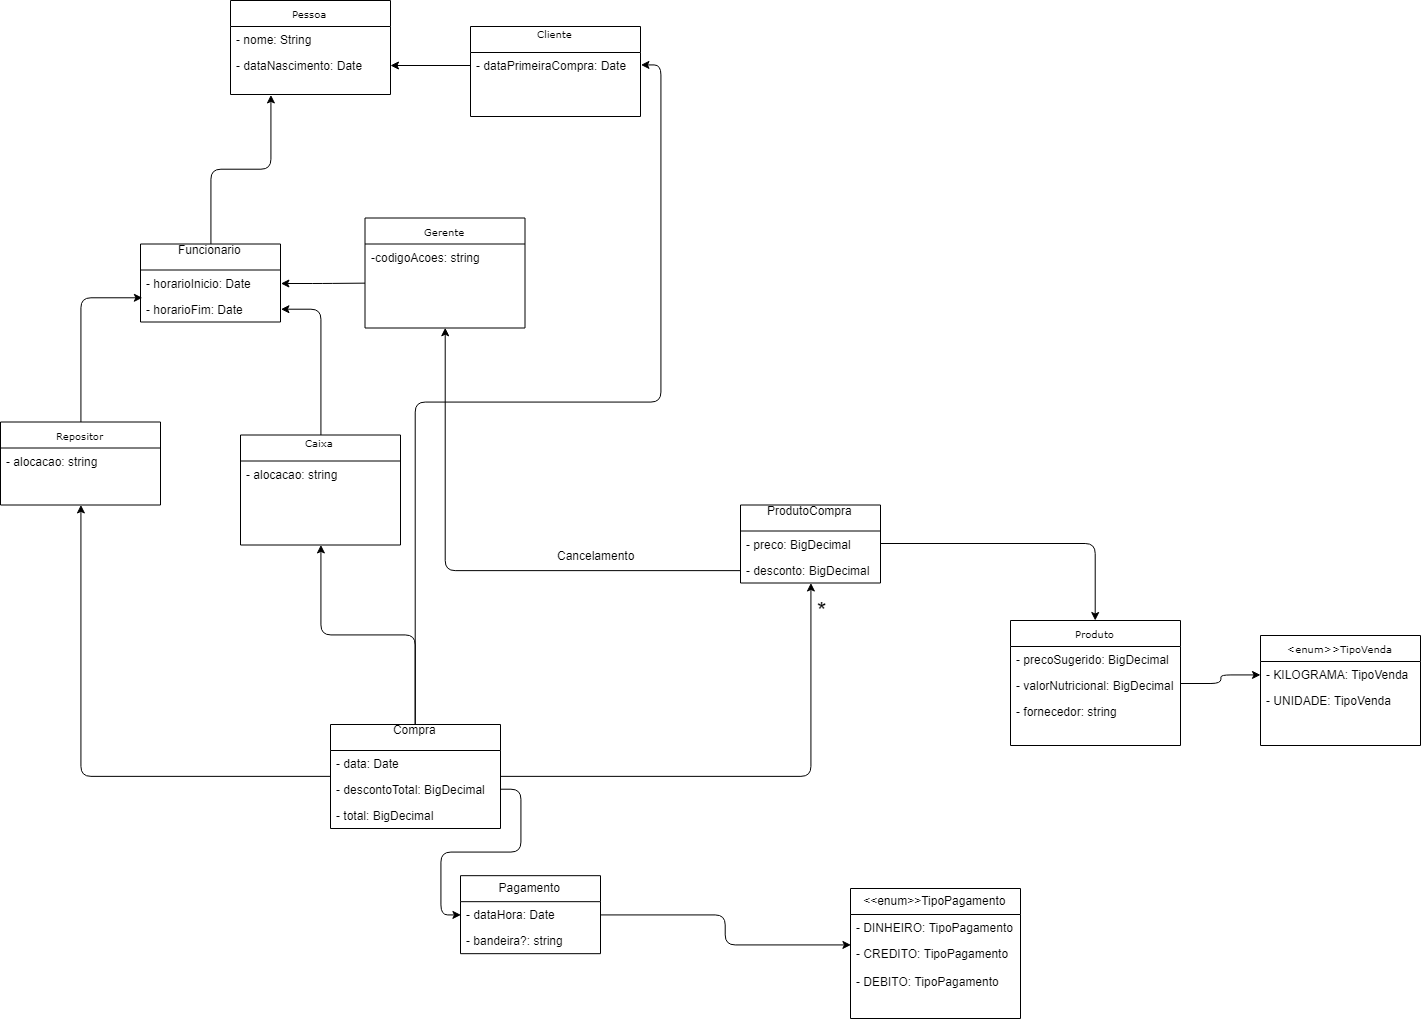 Pessoa
- nome: String
- dataNascimento: Date
Cliente
- dataPrimeiraCompra: Date
Gerente
-codigoAcoes: string
Funcionario
- horarioInicio: Date
- horarioFim: Date
Repositor
- alocacao: string
Caixa
- alocacao: string
ProdutoCompra
- preco: BigDecimal
- desconto: BigDecimal
Cancelamento
*
Produto
- precoSugerido: BigDecimal
- valorNutricional: BigDecimal
- fornecedor: string
<enum>>TipoVenda
- KILOGRAMA: TipoVenda
- UNIDADE: TipoVenda
Compra
- data: Date
- descontoTotal: BigDecimal
- total: BigDecimal
Pagamento
- dataHora: Date
- bandeira?: string
<<enum>>TipoPagamento
- DINHEIRO: TipoPagamento
- CREDITO: TipoPagamento
- DEBITO: TipoPagamento